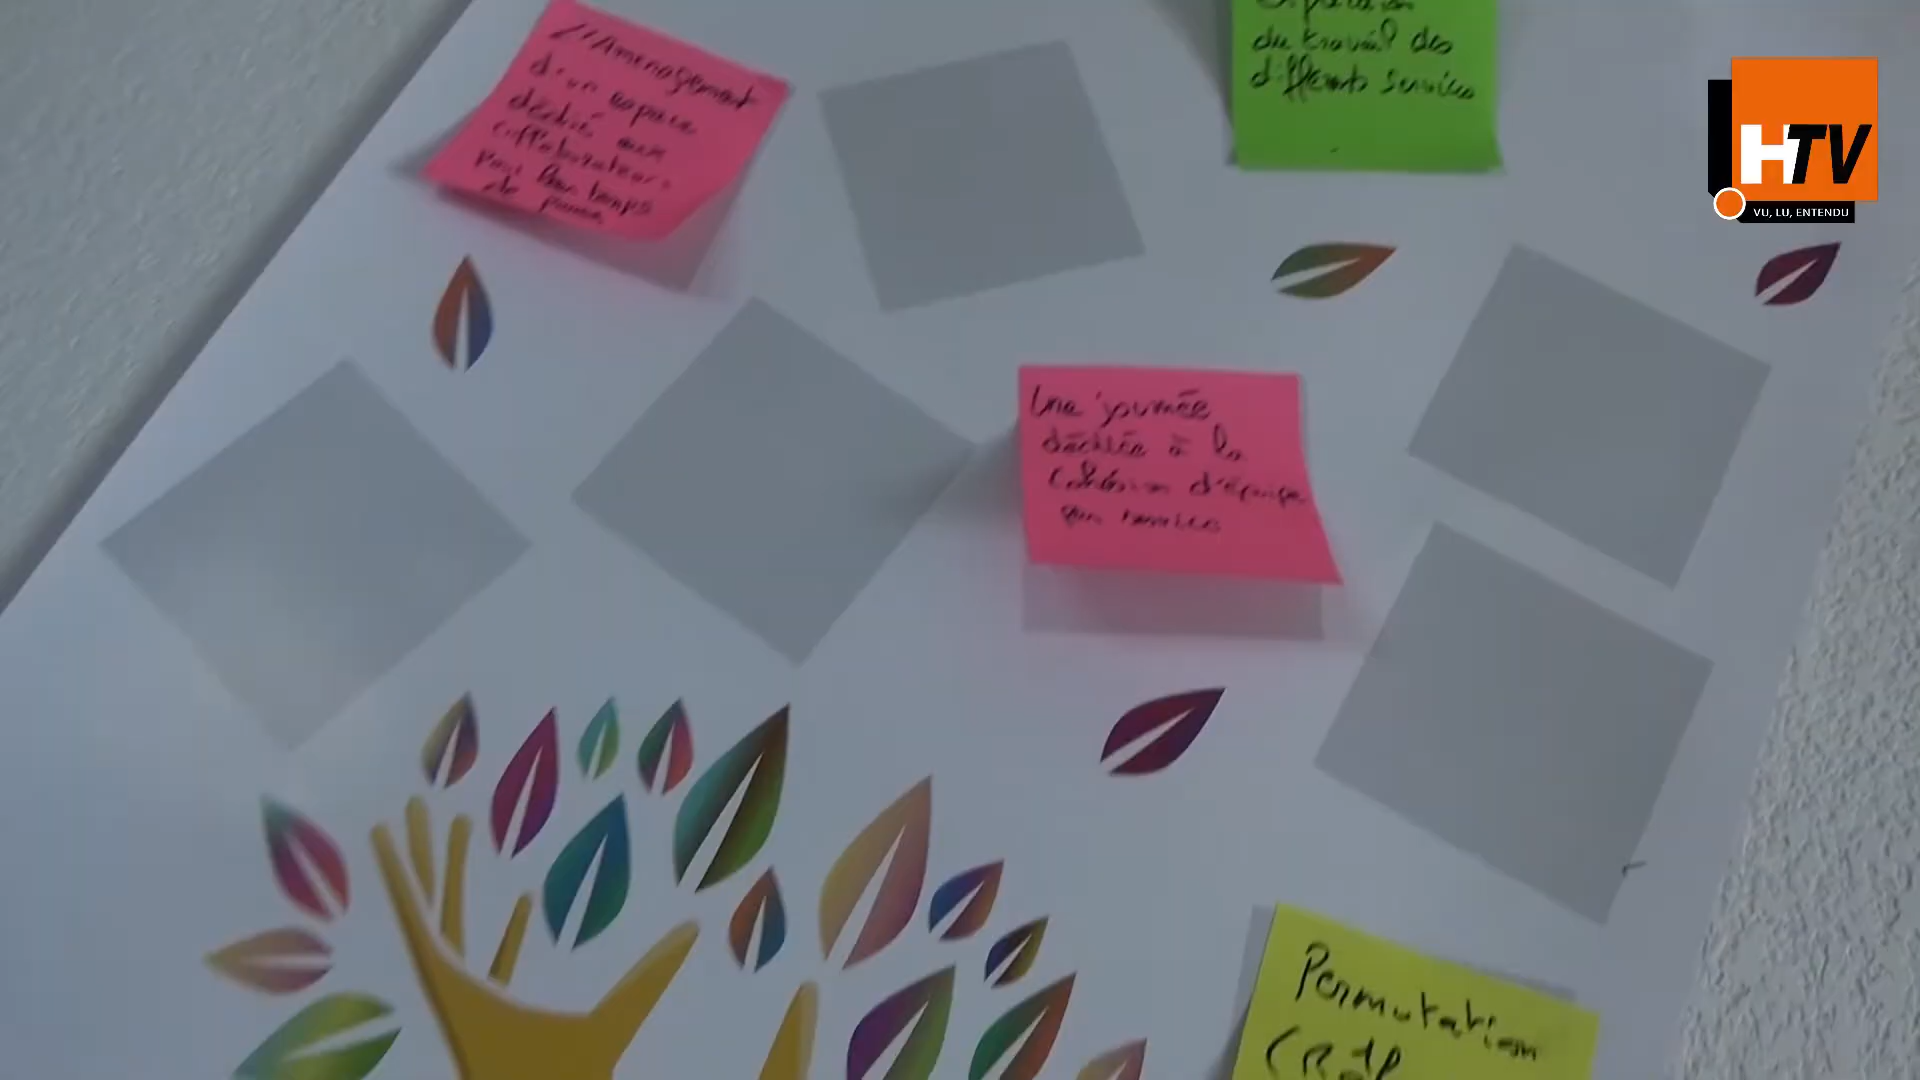 //Aménagement
d'un espace
dédié aux
collaborateurs
pour leur temps
de pause
du travail des
différents services
HTV
VU, LU, ENTENDU
Une journée
dédiée à la
Cohésion d'équipe
par service
Permutation